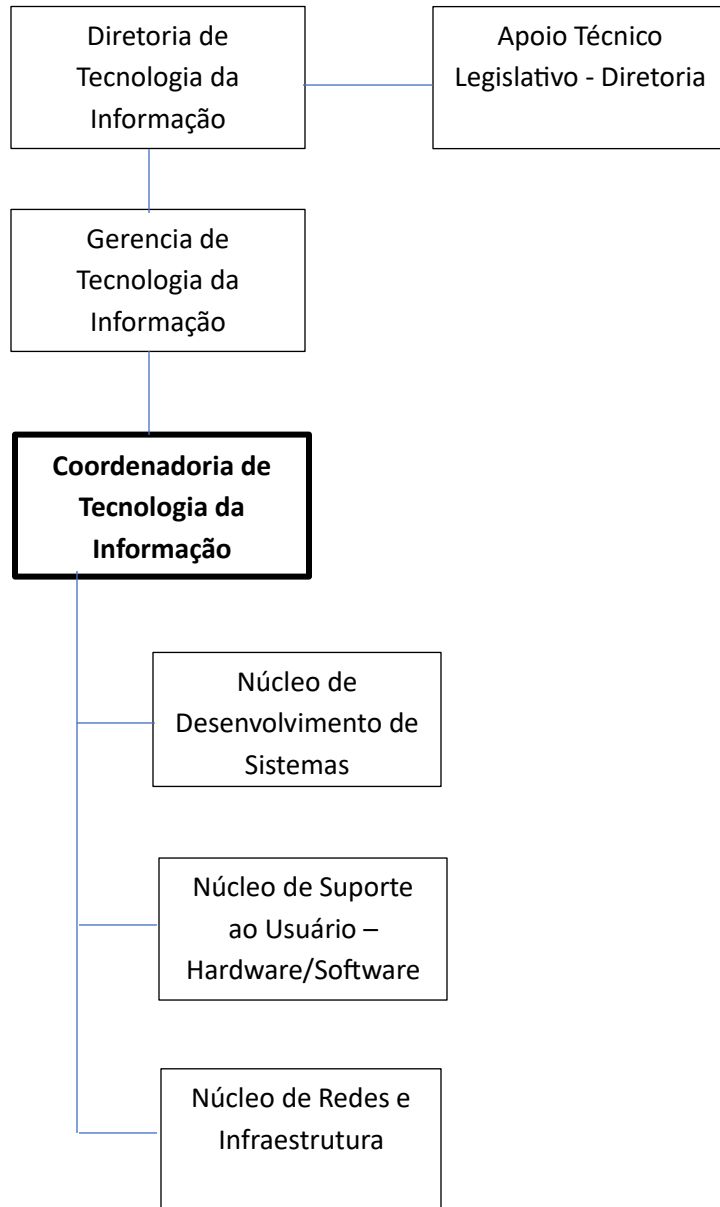 Diretoria de
Tecnologia da
Informação
Apoio Técnico
Legislativo - Diretoria
Gerencia de
Tecnologia da
Informação
Coordenadoria de
Tecnologia da
Informação
Núcleo de
Desenvolvimento de
Sistemas
Núcleo de Suporte
ao Usuário –
Hardware/Software
Núcleo de Redes e
Infraestrutura